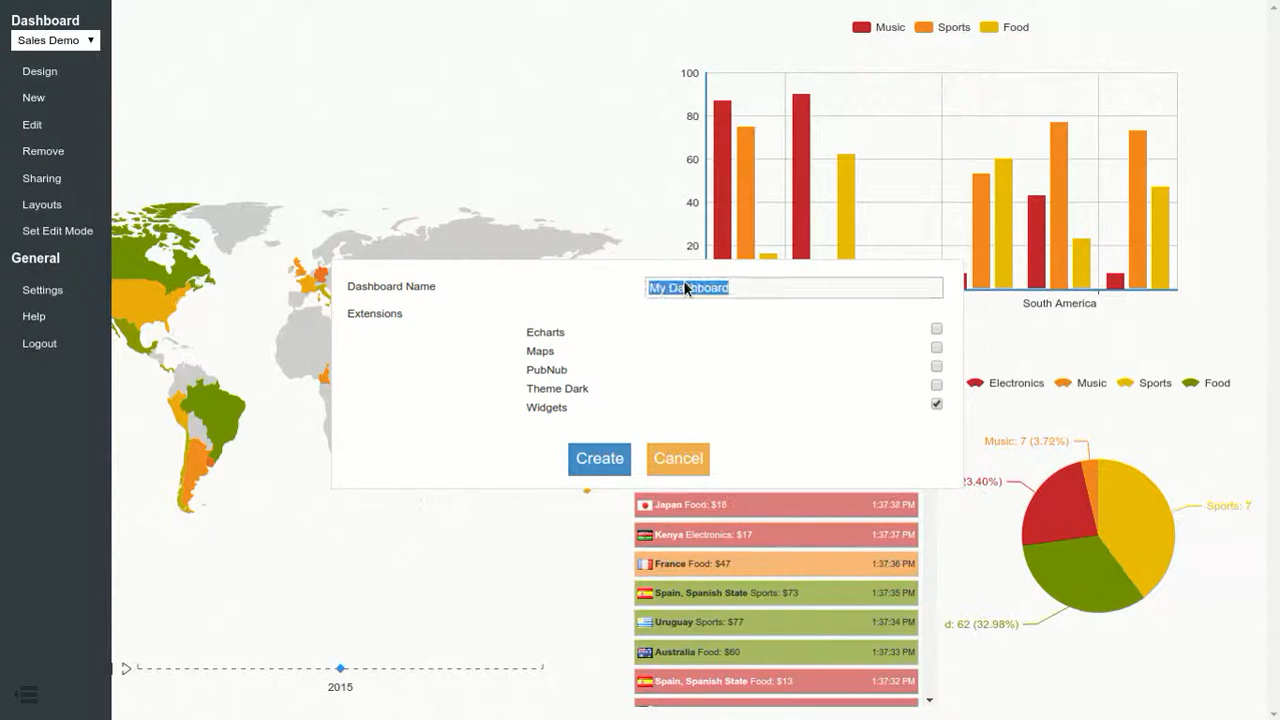 Dashboard
Sales Demo
Design
New
Edit
Remove
Sharing
Layouts
Set Edit Mode
General
Settings
Help
Logout
Music Sports Food
100
80
60
40
20
South America
Dashboard Name
My Dashboard
Extensions
Echarts
Maps
PubNub
Theme Dark
Widgets
Create Cancel
Electronics Music Sports Food
Music: 7 (3.72%)
3.40%)
Sports: 7
d: 62 (32.98%)
Japan Food: $16 1:37:38 PM
Kenya Electronics: $17 1:37:37 PM
France Food: $47 1:37:36 PM
Spain, Spanish State Sports: $73 1:37:35 PM
Uruguay Sports: $77 1:37:34 PM
Australia Food: $60 1:37:33 PM
Spain, Spanish State Food: $13 1:37:32 PM
2015